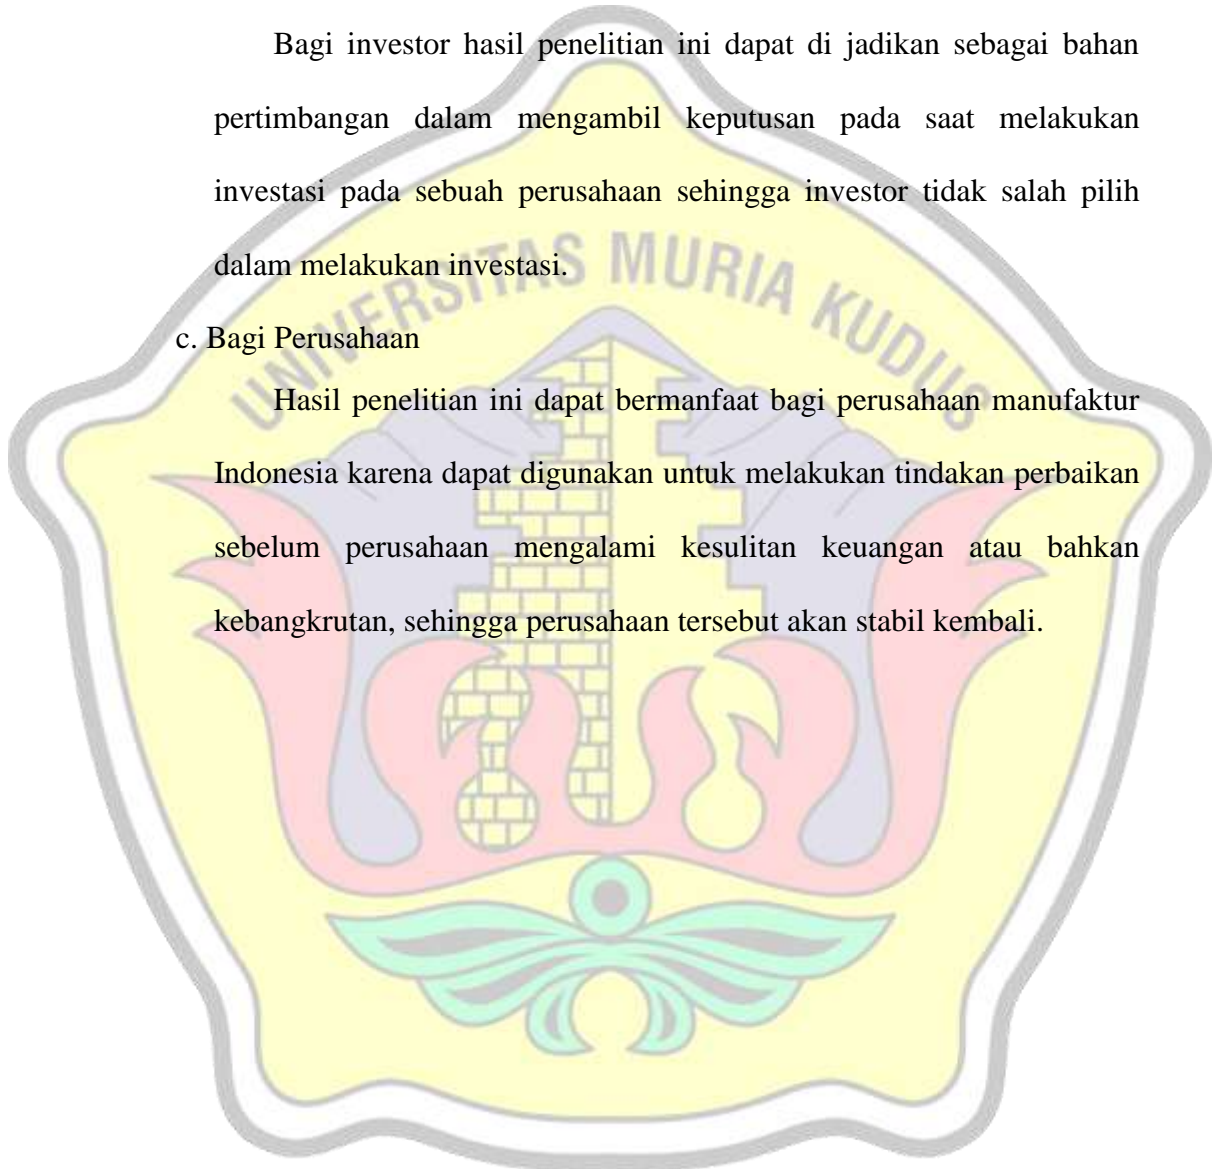 Bagi investor hasil penelitian ini dapat di jadikan sebagai bahan
pertimbangan dalam mengambil keputusan pada saat melakukan
investasi pada sebuah perusahaan sehingga investor tidak salah pilih
dalam melakukan investasi.
UNIVERSITAS MURIA KUDUS
c. Bagi Perusahaan
Hasil penelitian ini dapat bermanfaat bagi perusahaan manufaktur
Indonesia karena dapat digunakan untuk melakukan tindakan perbaikan
sebelum perusahaan mengalami kesulitan keuangan atau bahkan
kebangkrutan, sehingga perusahaan tersebut akan stabil kembali.